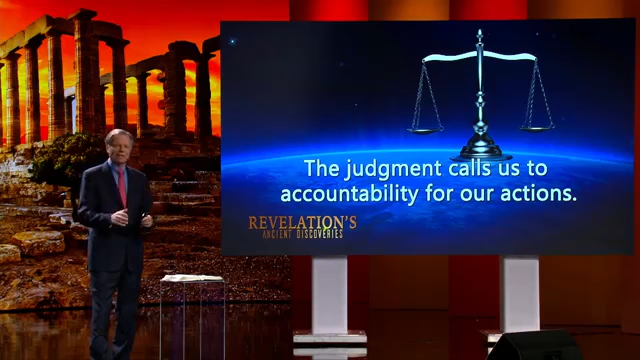 The judgment calls us to
accountability for our actions.
REVELATION'S
ANCIENT DISCOVERIES